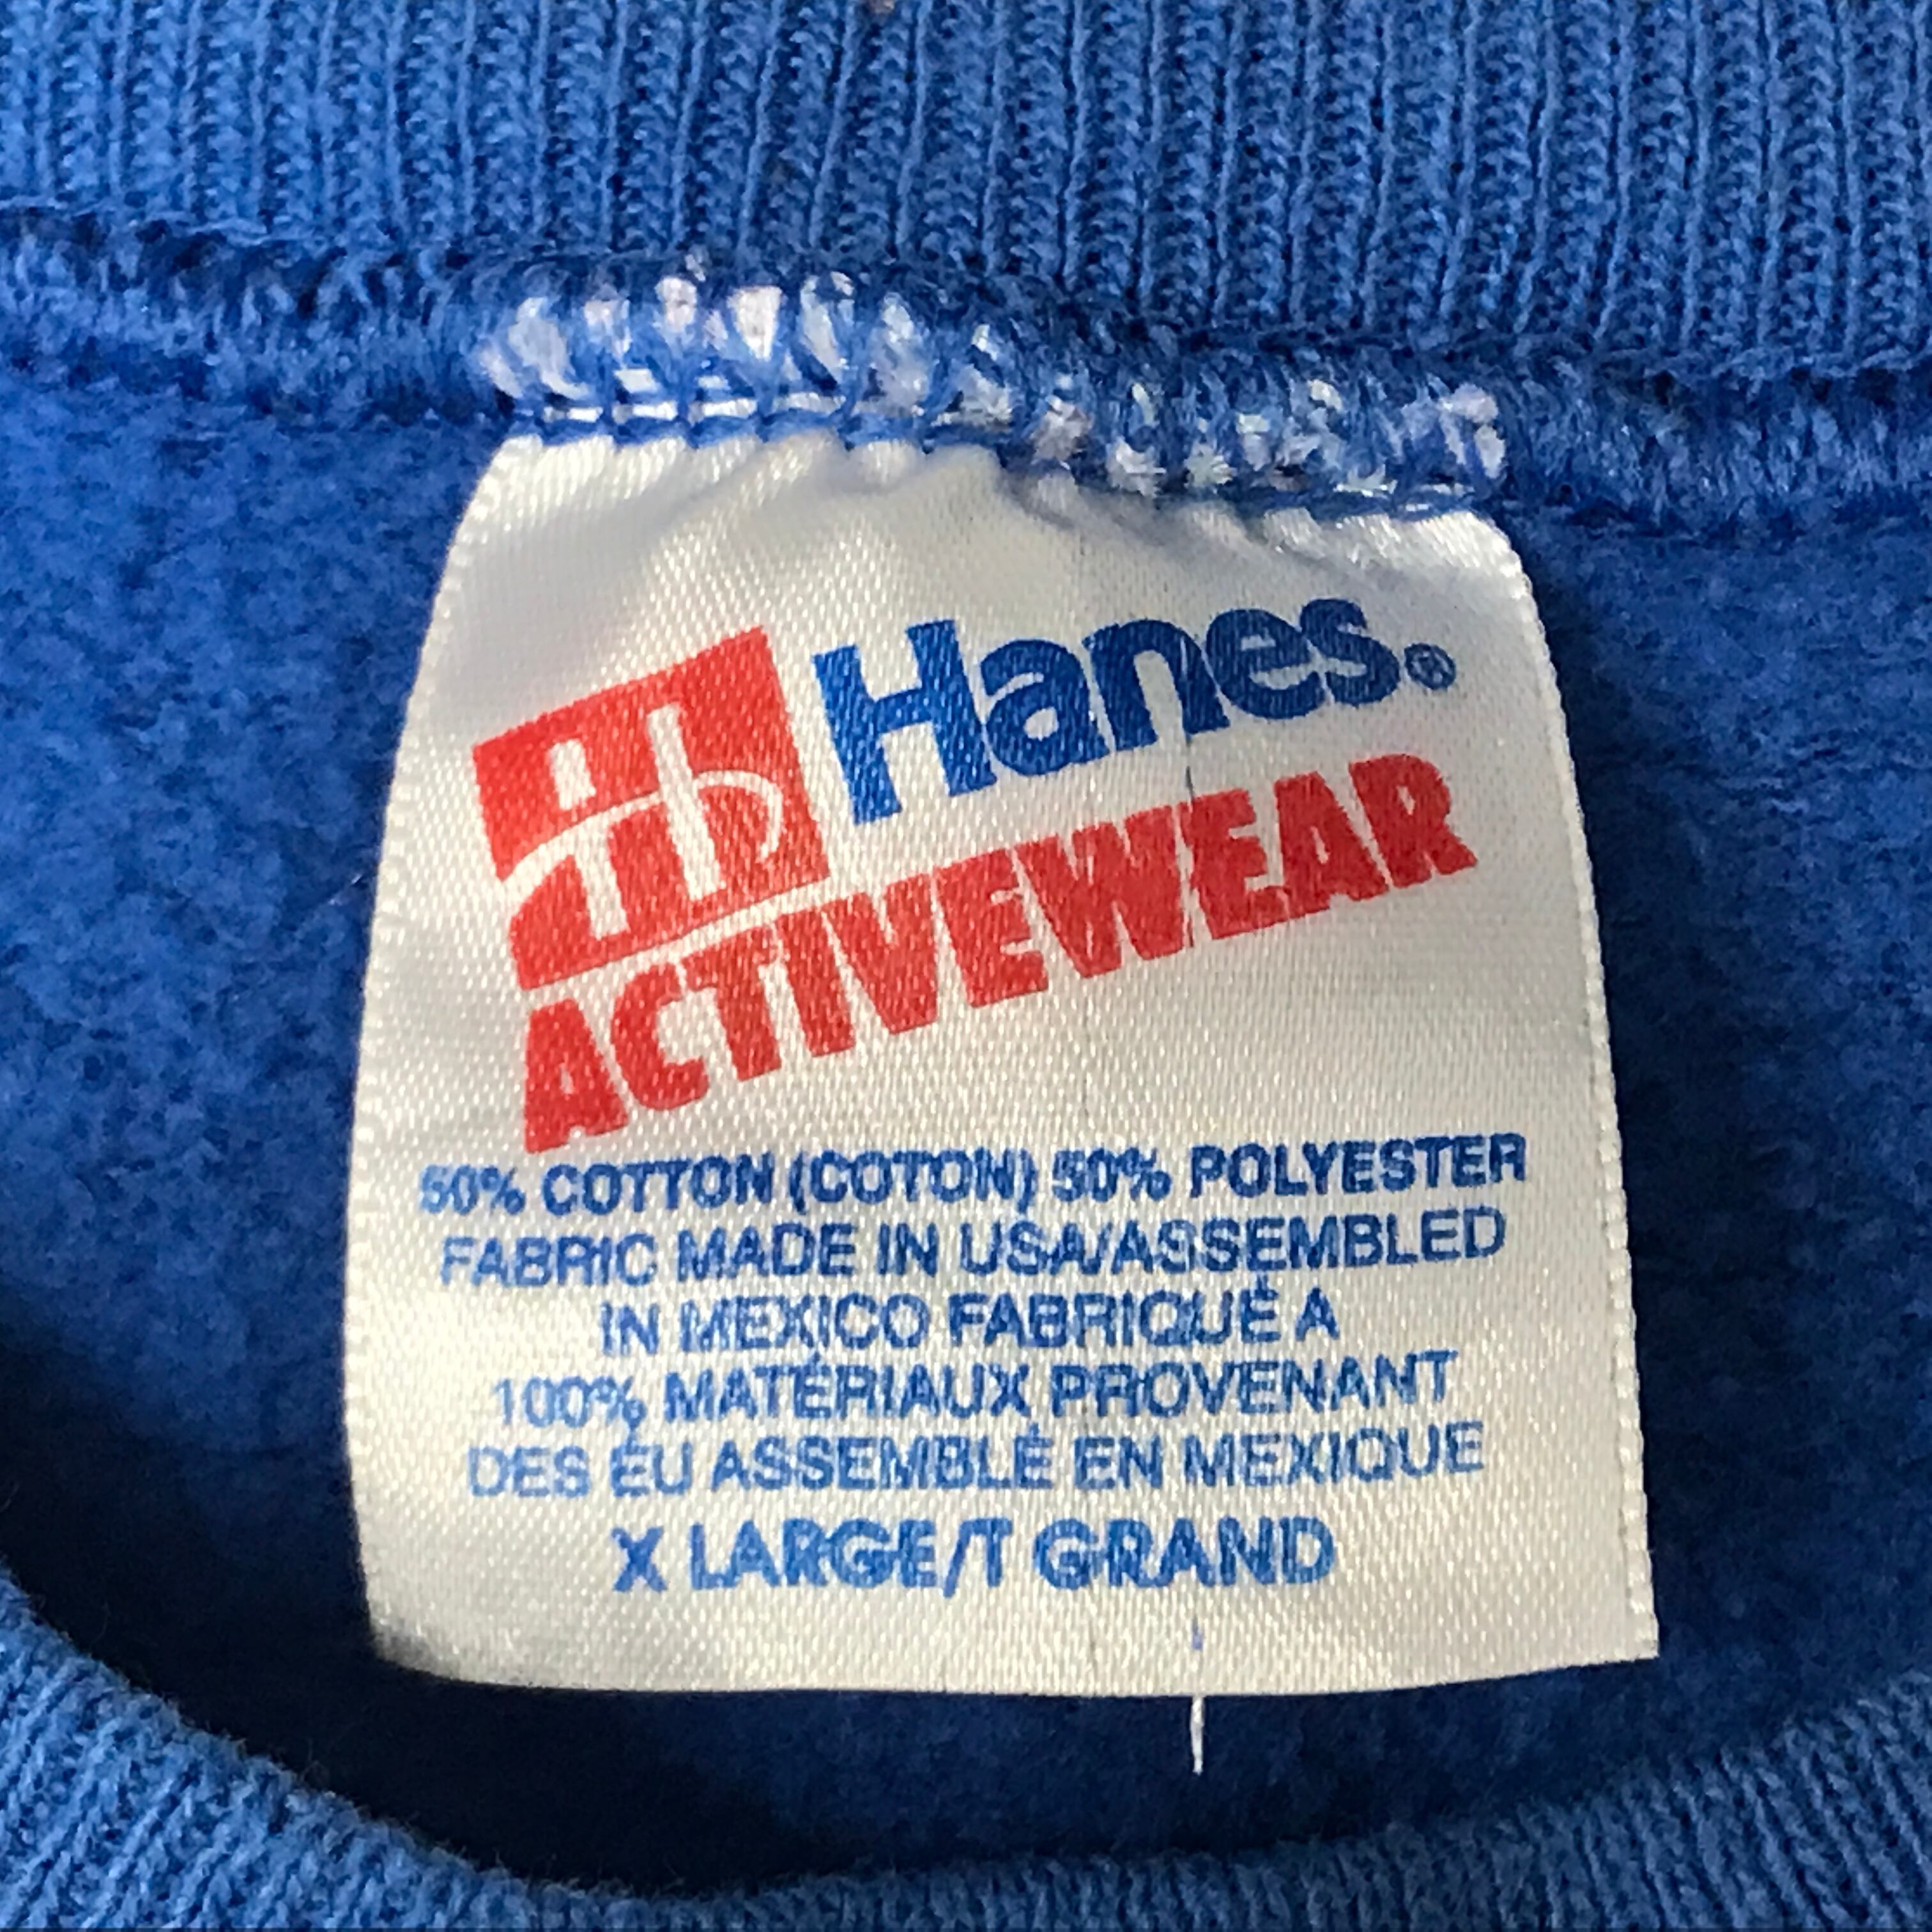 Hanes®
ACTIVEWEAR
50% COTTON (COTON) 50% POLYESTER
FABRIC MADE IN USA/ASSEMBLED
IN MEXICO FABRIQUÉ A
100% MATÉRIAUX PROVENANT
DES ÉU ASSEMBLÉ EN MEXIQUE
X LARGE/T GRAND